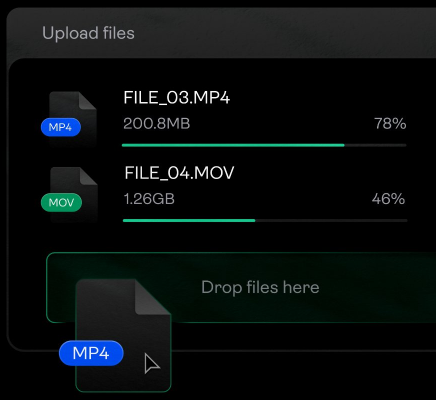 Upload files
FILE_03.MP4
MP4
200.8MB 78%
FILE_04.MOV
MOV
1.26GB 46%
Drop files here
MP4